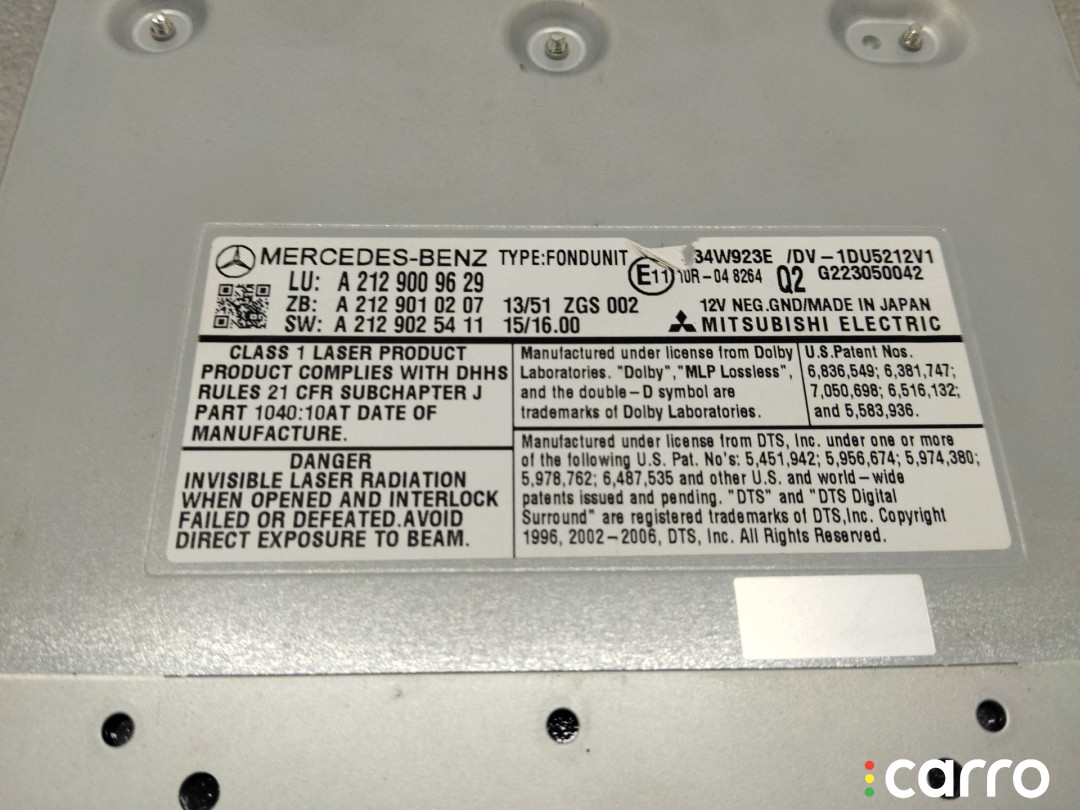 MERCEDES-BENZ TYPE:FONDUNIT 34W923E /DV-1DU5212V1
LU: A 212 900 9 6 29 E11 10R-04 8264 Q2 G223050042
ZB: A 212 901 0 2 07 13/51 ZGS 002 12V NEG.GND/MADE IN JAPAN
SW: A 212 902 5 4 11 15/16.00 MITSUBISHI ELECTRIC
CLASS 1 LASER PRODUCT
PRODUCT COMPLIES WITH DHHS
RULES 21 CFR SUBCHAPTER J
PART 1040:10AT DATE OF
MANUFACTURE.
Manufactured under license from Dolby
Laboratories. "Dolby","MLP Lossless",
and the double-D symbol are
trademarks of Dolby Laboratories.
U.S.Patent Nos.
6,836,549; 6,381,747;
7,050,698; 6,516,132;
and 5,583,936.
DANGER
INVISIBLE LASER RADIATION
WHEN OPENED AND INTERLOCK
FAILED OR DEFEATED.AVOID
DIRECT EXPOSURE TO BEAM.
Manufactured under license from DTS, Inc. under one or more
of the following U.S. Pat. No's: 5,451,942; 5,956,674; 5,974,380;
5,978,762; 6,487,535 and other U.S. and world-wide
patents issued and pending. "DTS" and "DTS Digital
Surround" are registered trademarks of DTS,Inc. Copyright
1996, 2002-2006, DTS, Inc. All Rights Reserved.
carro